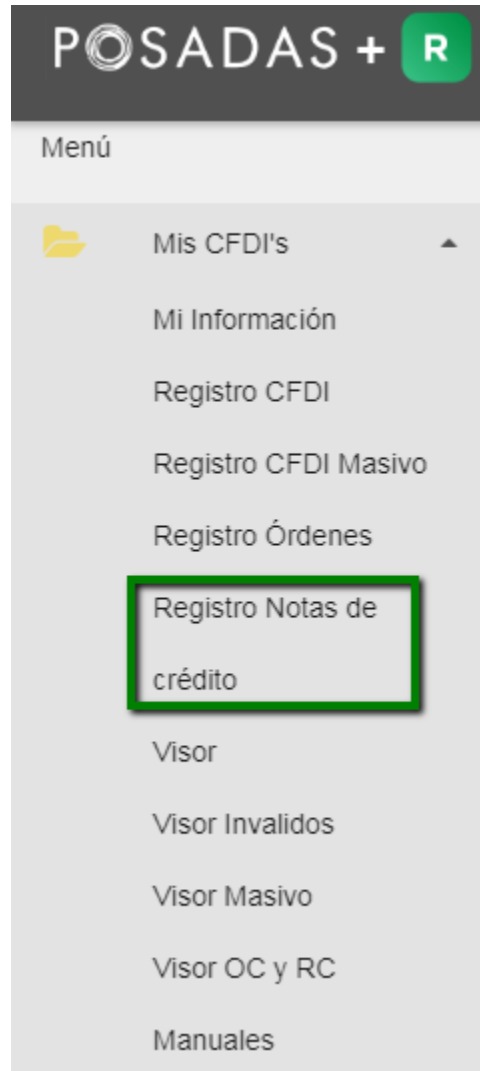 POSADAS + R
Menú
Mis CFDI's
Mi Información
Registro CFDI
Registro CFDI Masivo
Registro Órdenes
Registro Notas de
crédito
Visor
Visor Invalidos
Visor Masivo
Visor OC y RC
Manuales